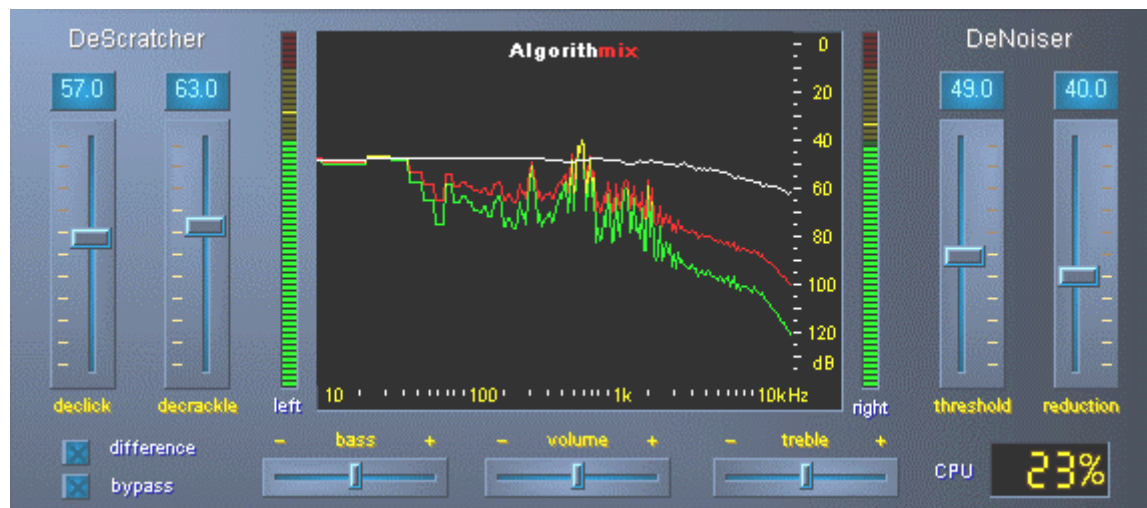 DeScratcher
57.0 63.0
declick decrackle
difference
bypass
left
Algorithmix
0
20
40
60
80
100
120
dB
10 100 1k 10kHz
right
- bass +
- volume +
- treble +
DeNoiser
49.0 40.0
threshold reduction
CPU 23%